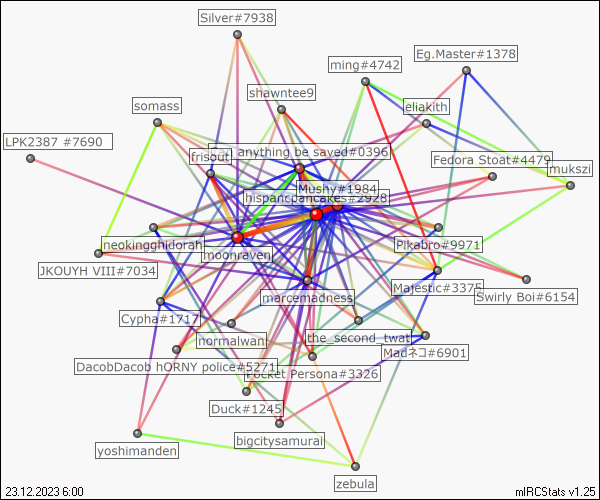 Silver#7938
Eg.Master#1378
ming#4742
shawntee9
somass
eliakith
LPK2387 #7690
anything be saved#0396
frisout
Fedora Stoat#4479
mukszi
Mushy#1984
pancakes#2928
neokingghidorah
Pikabro#9971
moonraven
JKOUYH VIII#7034
Majestic#3375
Swirly Boi#6154
marcemadness
Cypha#1717
normalwan
the_second_twat
Madネコ#6901
DacobDacob hORNY police#5271
Pocket Persona#3326
Duck#1245
bigcitysamurai
yoshimanden
zebula
23.12.2023 6:00
mIRCStats v1.25